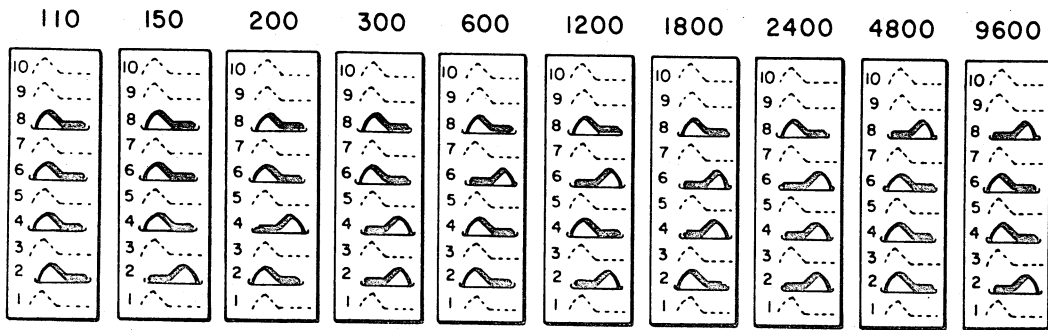 110 150 200 300 600 1200 1800 2400 4800 9600
10 10 10 10 10 10 10 10 10 10
9 9 9 9 9 9 9 9 9 9
8 8 8 8 8 8 8 8 8 8
7 7 7 7 7 7 7 7 7 7
6 6 6 6 6 6 6 6 6 6
5 5 5 5 5 5 5 5 5 5
4 4 4 4 4 4 4 4 4 4
3 3 3 3 3 3 3 3 3 3
2 2 2 2 2 2 2 2 2 2
1 1 1 1 1 1 1 1 1 1